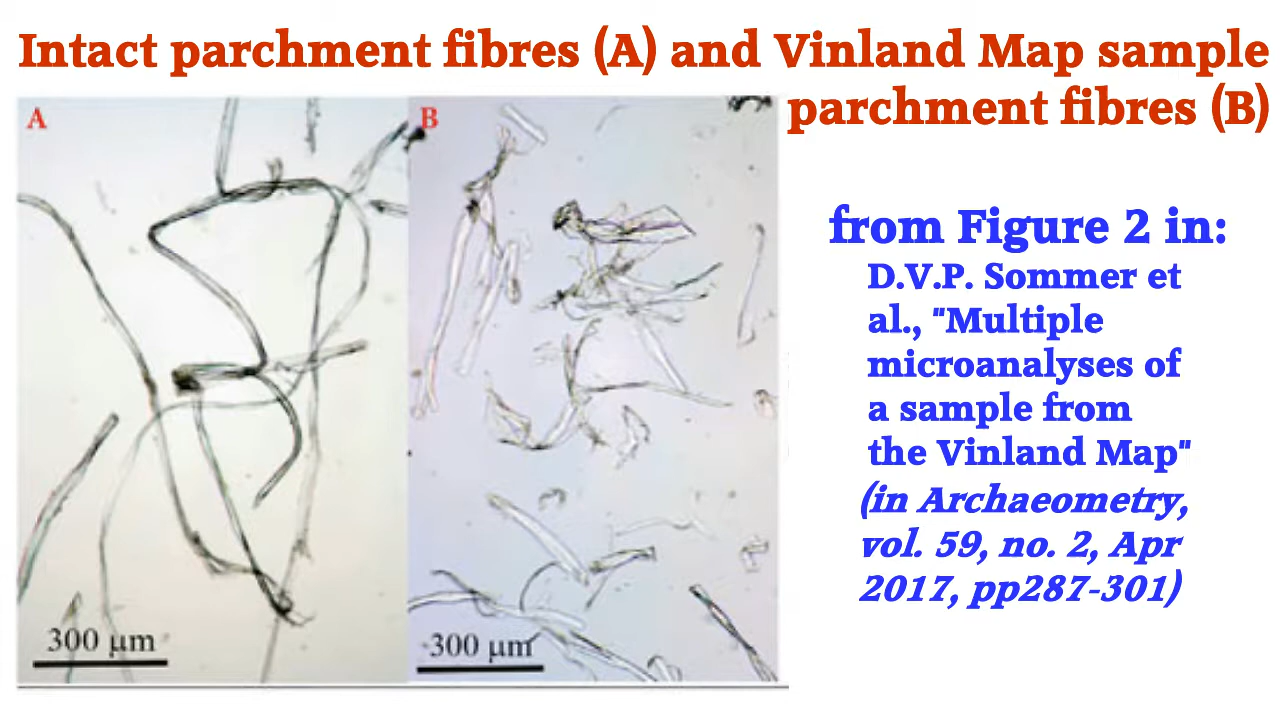 Intact parchment fibres (A) and Vinland Map sample
parchment fibres (B)
A
B
from Figure 2 in:
D.V.P. Sommer et
al., "Multiple
microanalyses of
a sample from
the Vinland Map"
(in Archaeometry,
vol. 59, no. 2, Apr
2017, pp287-301)
300 µm
300 µm